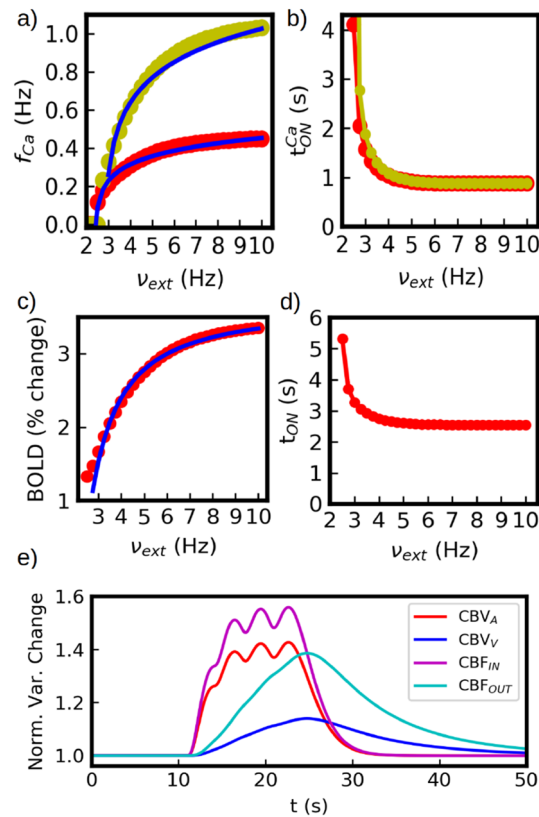 a)
f_Ca (Hz)
1.0
0.8
0.6
0.4
0.2
0.0
2 3 4 5 6 7 8 9 10
ν_ext (Hz)
b)
t^Ca_ON (s)
4
3
2
1
0
2 3 4 5 6 7 8 9 10
ν_ext (Hz)
c)
BOLD (% change)
3
2
1
3 4 5 6 7 8 9 10
ν_ext (Hz)
d)
t_ON (s)
6
5
4
3
2
1
0
2 3 4 5 6 7 8 9 10
ν_ext (Hz)
e)
Norm. Var. Change
1.6
1.4
1.2
1.0
CBV_A
CBV_V
CBF_IN
CBF_OUT
0 10 20 30 40 50
t (s)